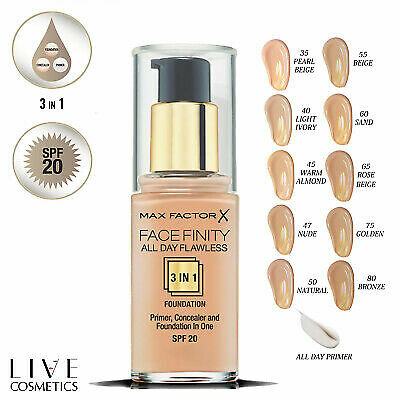 FOUNDATION
CONCEALER
PRIMER
3 IN 1
SPF
20
MAX FACTOR X
FACE FINITY
ALL DAY FLAWLESS
3 IN 1
FOUNDATION
Primer, Concealer and
Foundation In One
SPF 20
35
PEARL
BEIGE
55
BEIGE
40
LIGHT
IVORY
60
SAND
45
WARM
ALMOND
65
ROSE
BEIGE
47
NUDE
75
GOLDEN
50
NATURAL
80
BRONZE
ALL DAY PRIMER
LIVE
COSMETICS